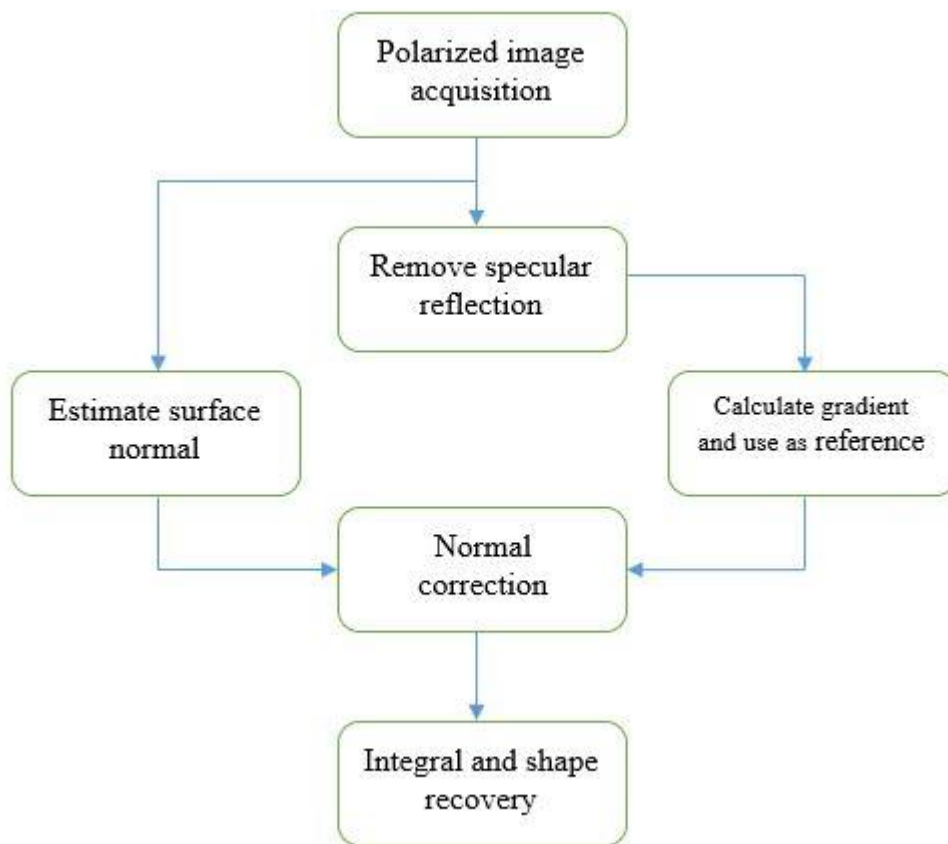 Polarized image
acquisition
Remove specular
reflection
Estimate surface
normal
Calculate gradient
and use as reference
Normal
correction
Integral and shape
recovery